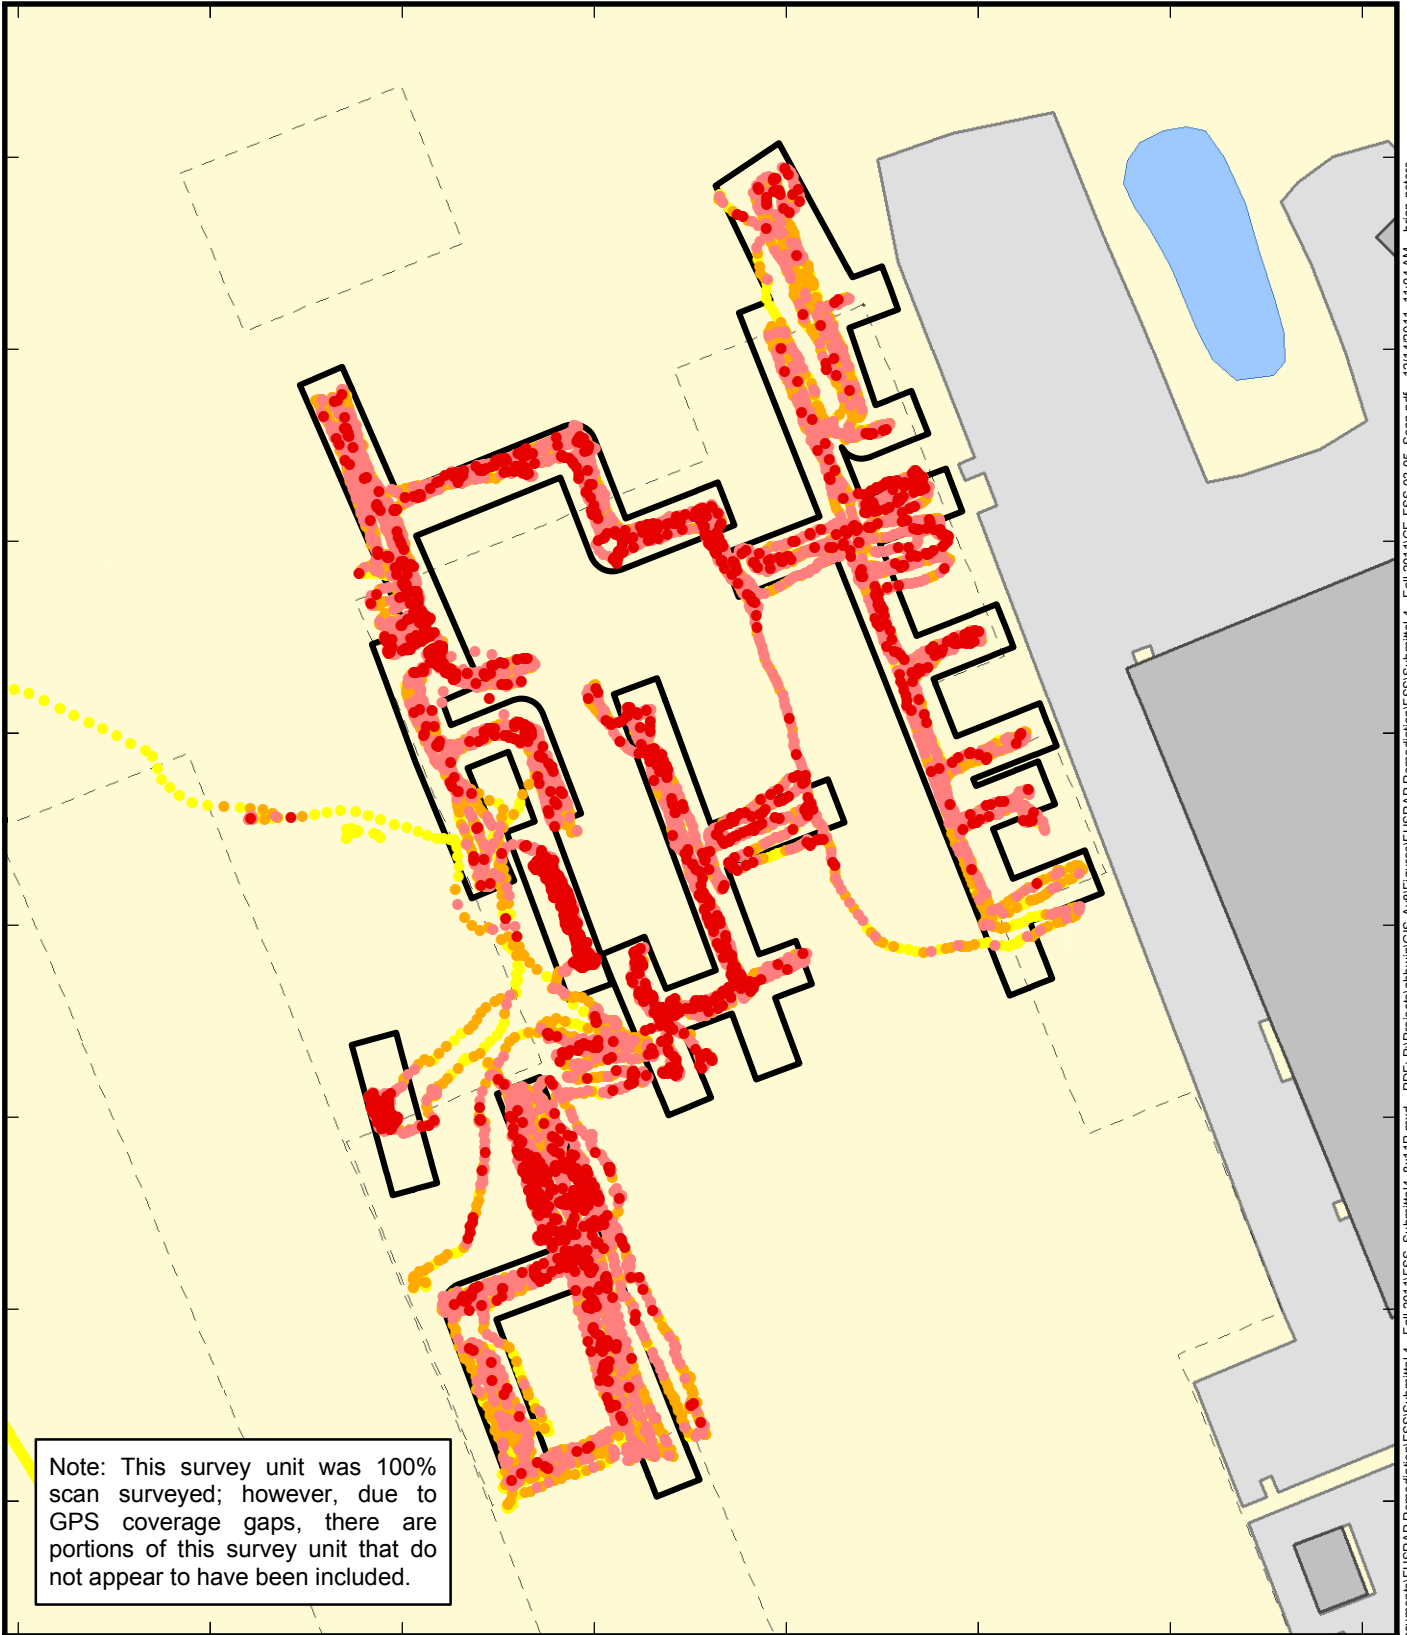 Note: This survey unit was 100%
scan surveyed; however, due to
GPS coverage gaps, there are
portions of this survey unit that do
not appear to have been included.